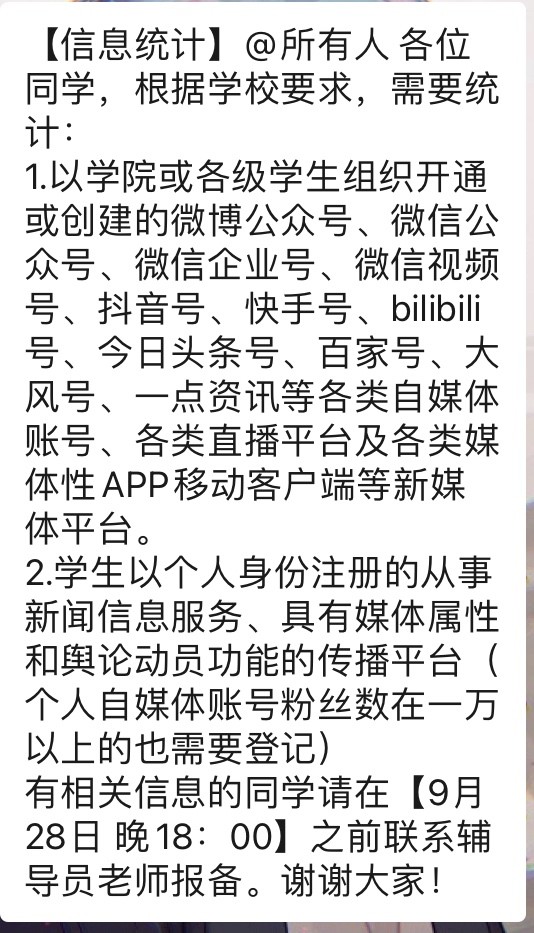 【信息统计】@所有人 各位
同学，根据学校要求，需要统
计：
1.以学院或各级学生组织开通
或创建的微博公众号、微信公
众号、微信企业号、微信视频
号、抖音号、快手号、bilibili
号、今日头条号、百家号、大
风号、一点资讯等各类自媒体
账号、各类直播平台及各类媒
体性APP移动客户端等新媒
体平台。
2.学生以个人身份注册的从事
新闻信息服务、具有媒体属性
和舆论动员功能的传播平台（
个人自媒体账号粉丝数在一万
以上的也需要登记）
有相关信息的同学请在【9月
28日 晚18：00】之前联系辅
导员老师报备。谢谢大家！